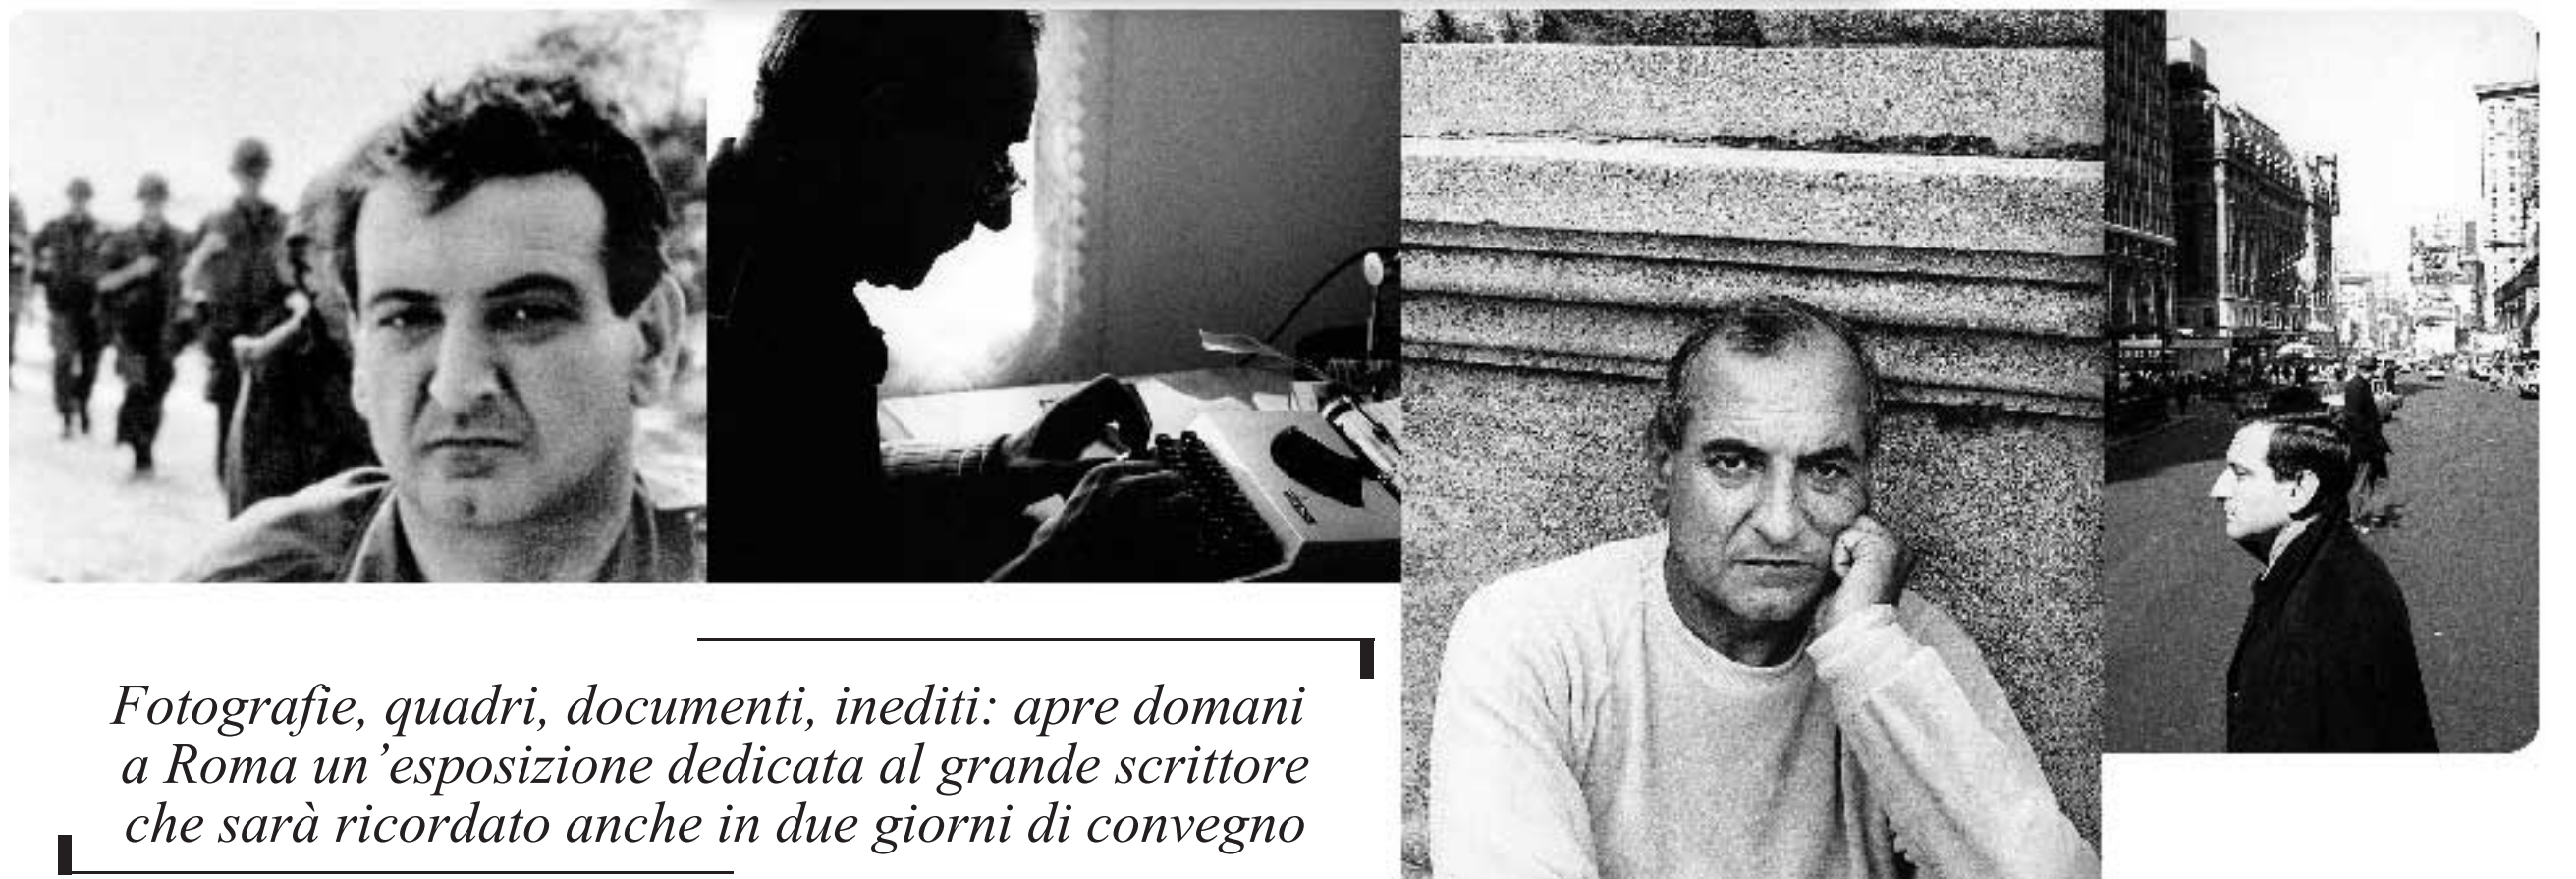 Fotografie, quadri, documenti, inediti: apre domani
a Roma un’esposizione dedicata al grande scrittore
che sarà ricordato anche in due giorni di convegno